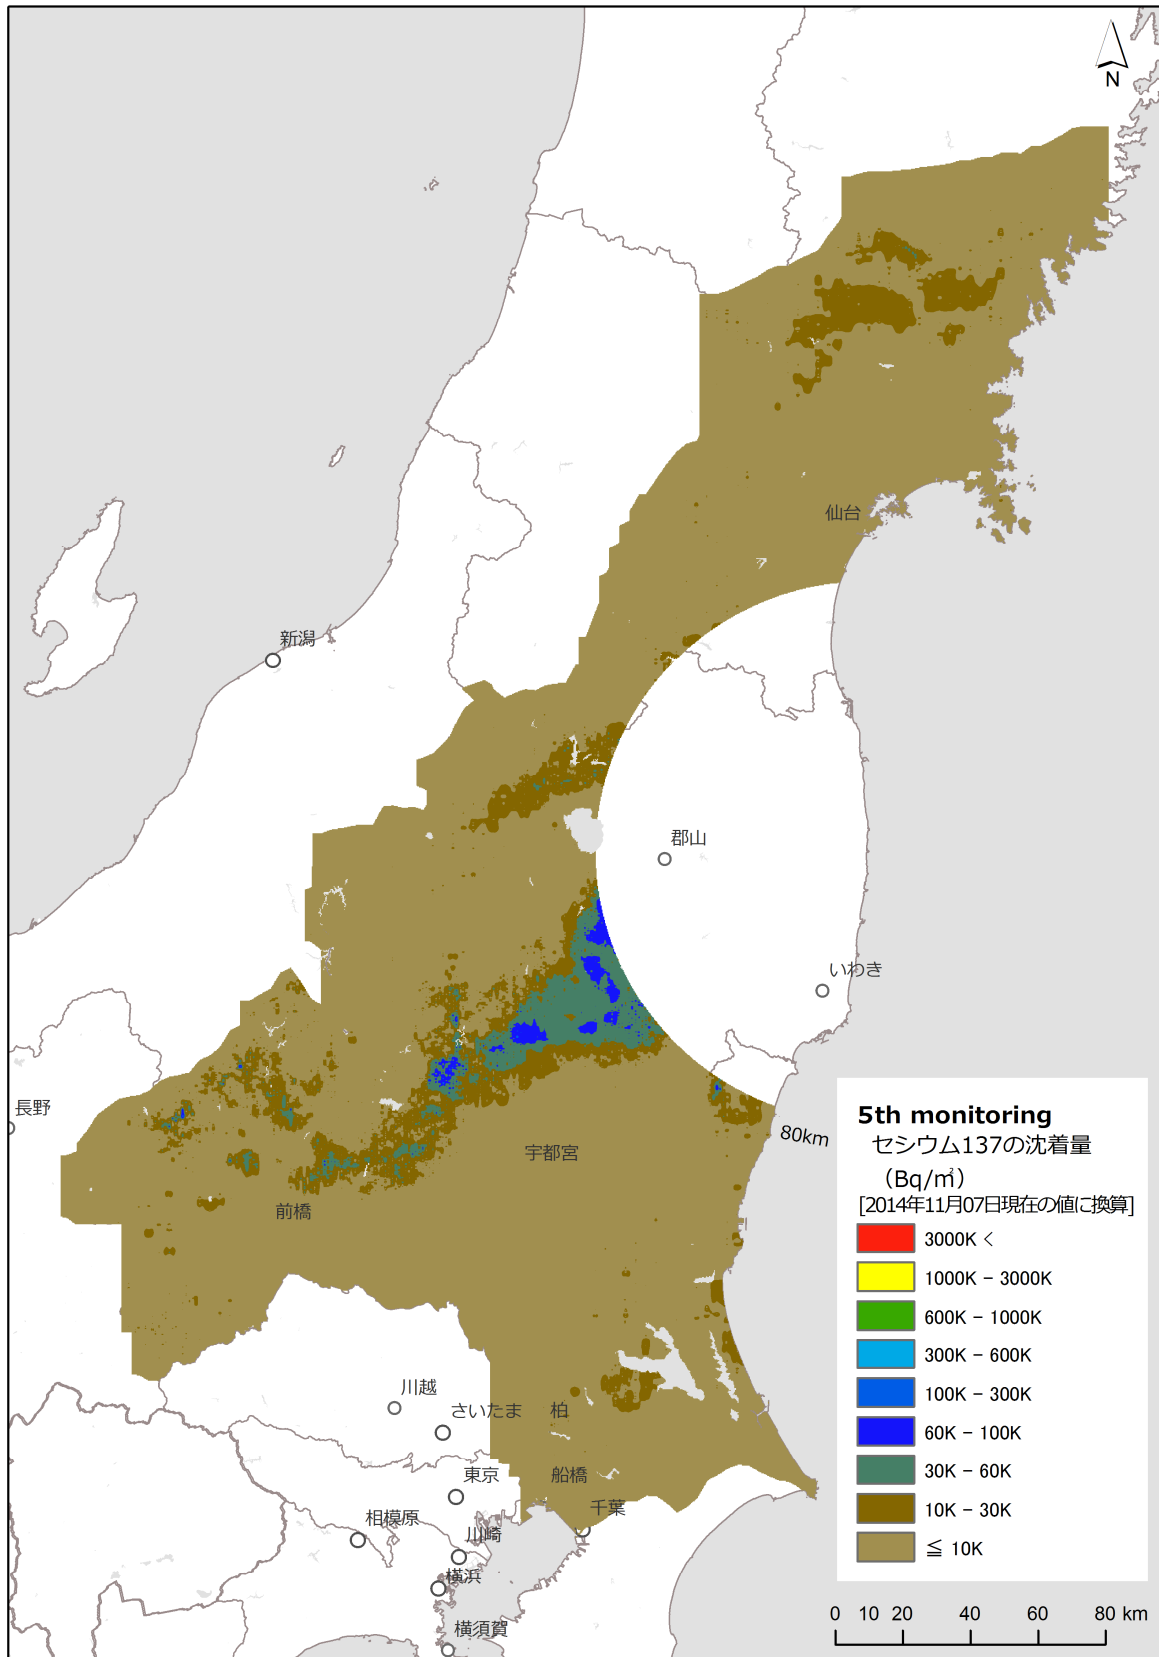 N
仙台
新潟
郡山
いわき
長野
80km
宇都宮
前橋
川越
さいたま
柏
東京
船橋
千葉
相模原
川崎
横浜
横須賀
5th monitoring
セシウム137の沈着量
（Bq/㎡）
[2014年11月07日現在の値に換算]
3000K <
1000K - 3000K
600K - 1000K
300K - 600K
100K - 300K
60K - 100K
30K - 60K
10K - 30K
≦ 10K
0 10 20 40 60 80 km